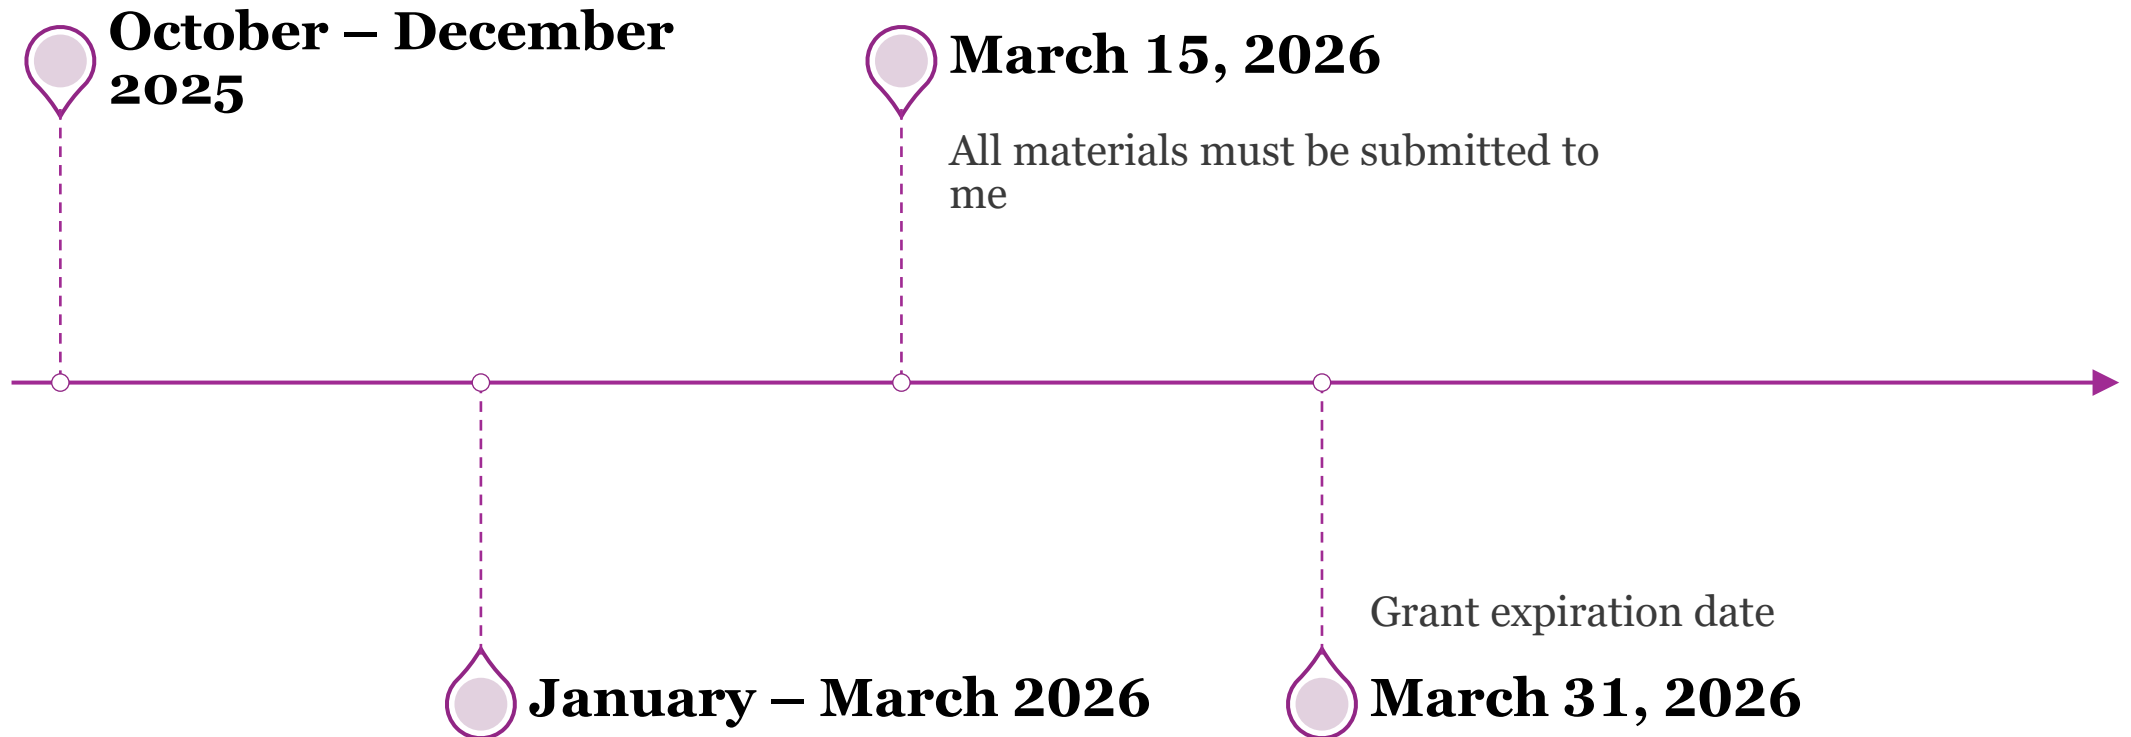 October – December
2025
March 15, 2026
All materials must be submitted to
me
Grant expiration date
January – March 2026
March 31, 2026